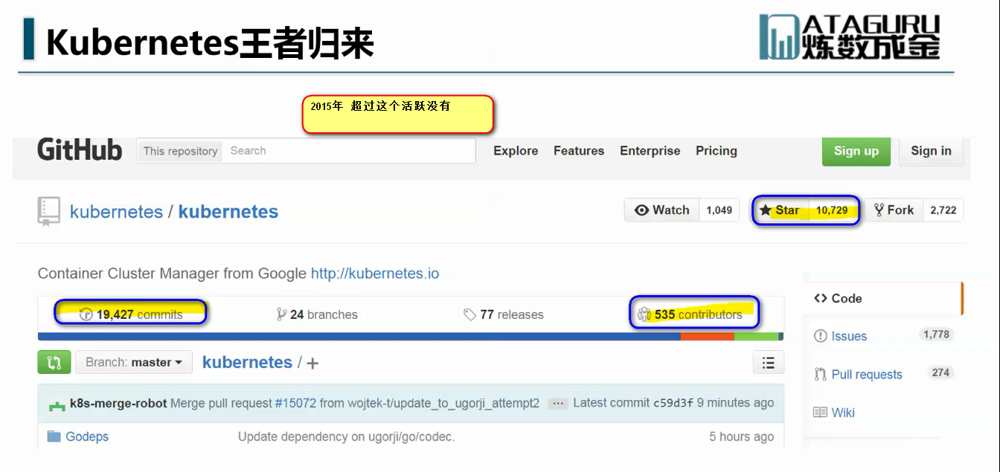 Kubernetes王者归来
DATAGURU
炼数成金
2015年 超过这个活跃没有
GitHub This repository Search Explore Features Enterprise Pricing Sign up Sign in
kubernetes / kubernetes Watch 1,049 Star 10,729 Fork 2,722
Container Cluster Manager from Google http://kubernetes.io
19,427 commits 24 branches 77 releases 535 contributors
Branch: master kubernetes / +
k8s-merge-robot Merge pull request #15072 from wojtek-t/update_to_ugorji_attempt2 ... Latest commit c59d3f 9 minutes ago
Godeps Update dependency on ugorji/go/codec. 5 hours ago
Code
Issues 1,778
Pull requests 274
Wiki